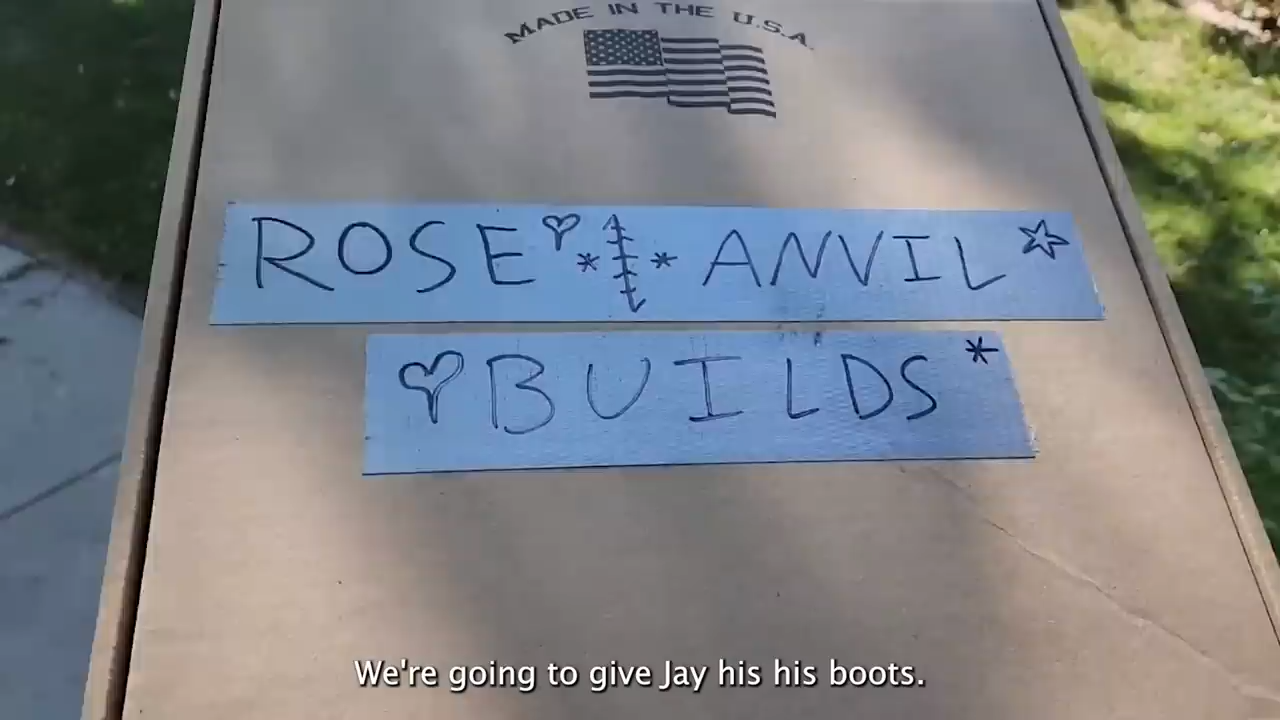 MADE IN THE U.S.A.
ROSE ANVIL
BUILDS
We're going to give Jay his his boots.